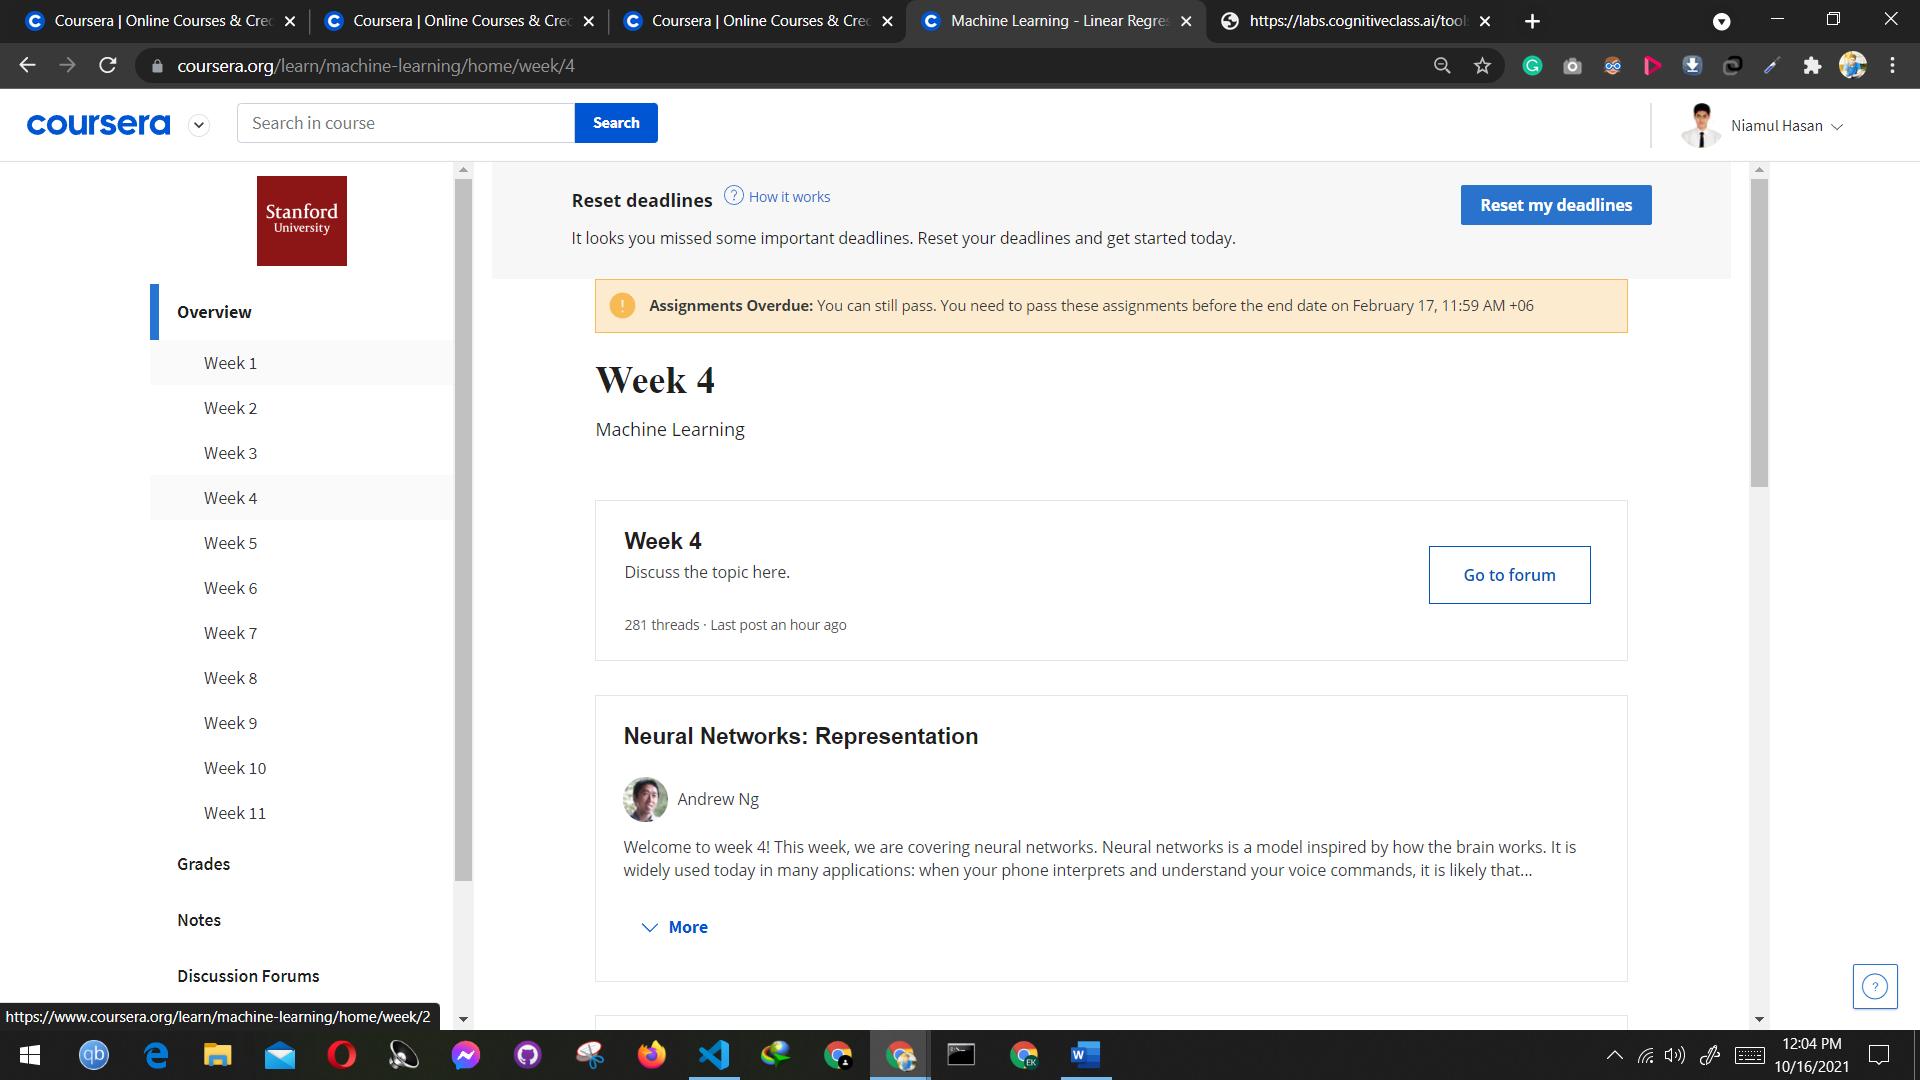 Coursera | Online Courses & Cre
Coursera | Online Courses & Cre
Coursera | Online Courses & Cre
Machine Learning - Linear Regre
https://labs.cognitiveclass.ai/tool
coursera.org/learn/machine-learning/home/week/4
coursera
Search in course
Search
Niamul Hasan
Stanford
University
Overview
Week 1
Week 2
Week 3
Week 4
Week 5
Week 6
Week 7
Week 8
Week 9
Week 10
Week 11
Grades
Notes
Discussion Forums
https://www.coursera.org/learn/machine-learning/home/week/2
Reset deadlines ? How it works
It looks you missed some important deadlines. Reset your deadlines and get started today.
Reset my deadlines
! Assignments Overdue: You can still pass. You need to pass these assignments before the end date on February 17, 11:59 AM +06
Week 4
Machine Learning
Week 4
Discuss the topic here.
281 threads · Last post an hour ago
Go to forum
Neural Networks: Representation
Andrew Ng
Welcome to week 4! This week, we are covering neural networks. Neural networks is a model inspired by how the brain works. It is
widely used today in many applications: when your phone interprets and understand your voice commands, it is likely that...
More
?
qb
EK
12:04 PM
10/16/2021